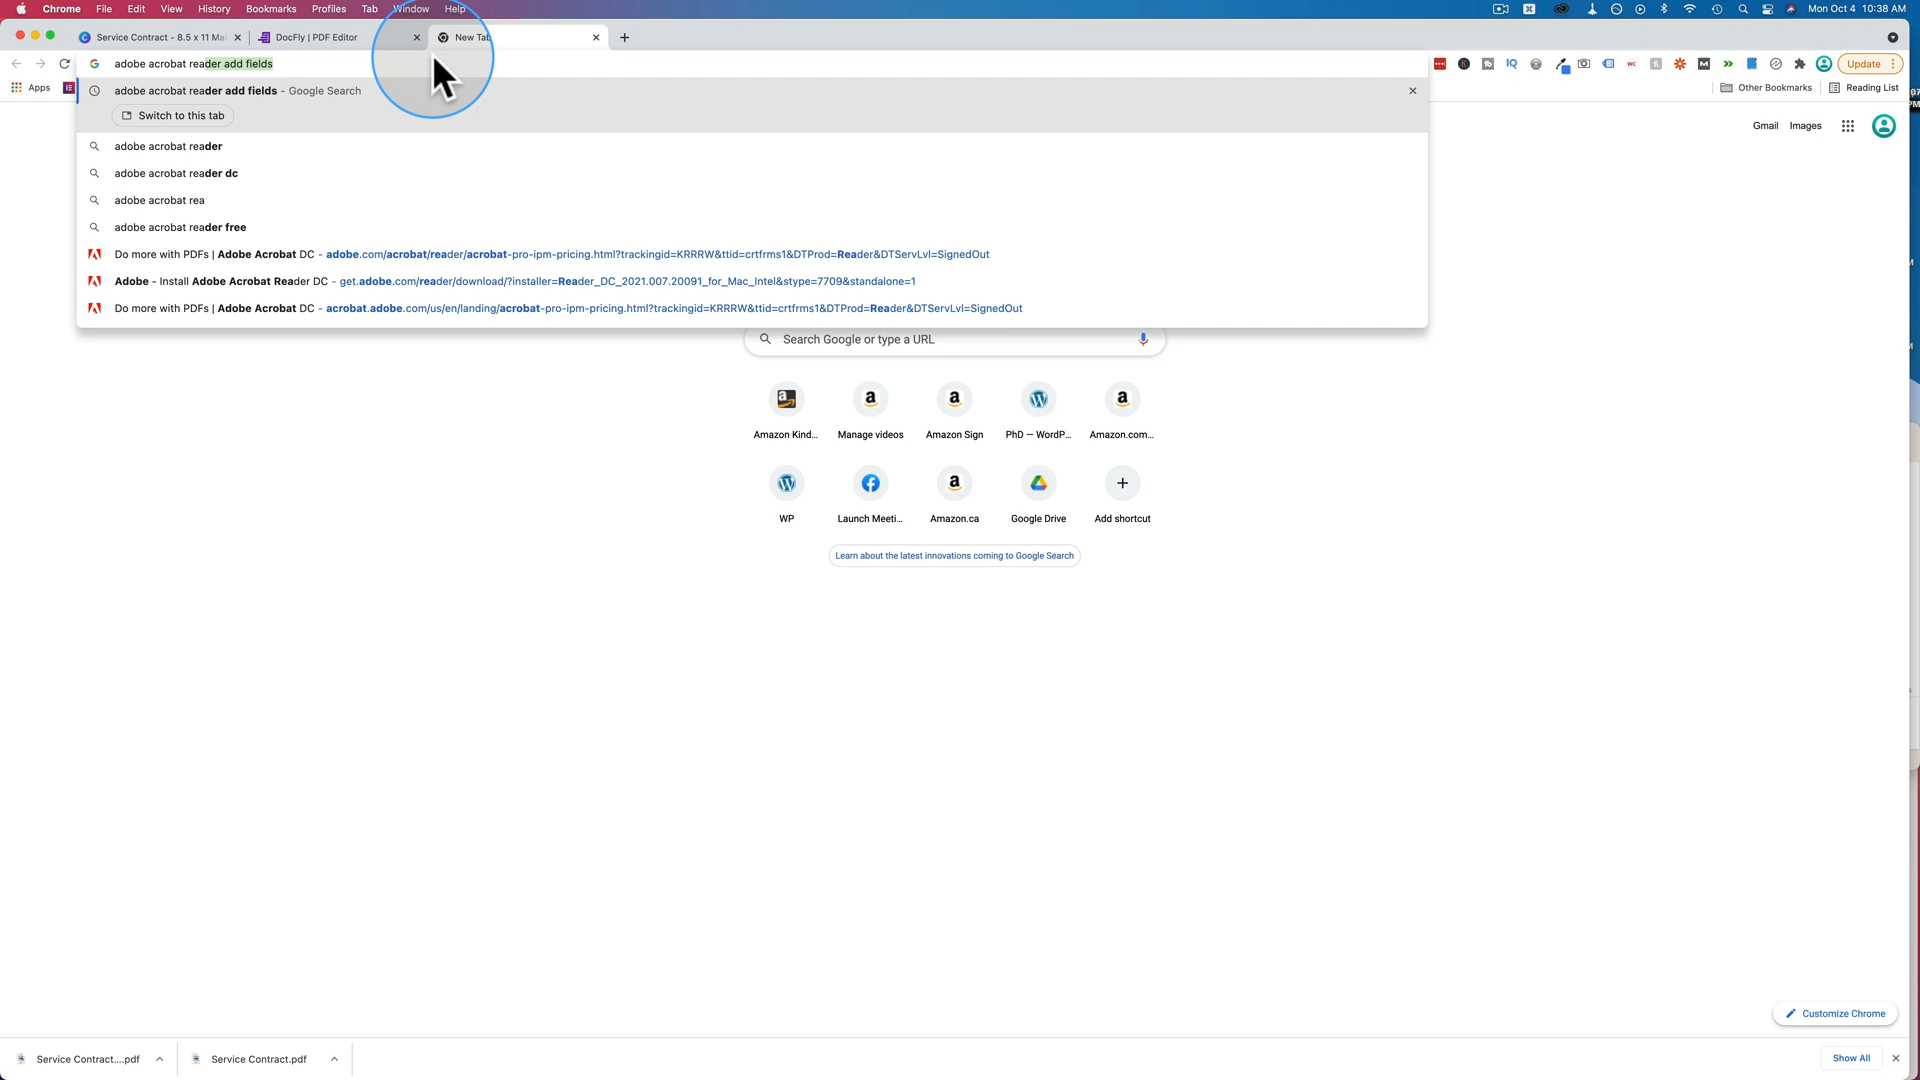 Chrome File Edit View History Bookmarks Profiles Tab Window Help Mon Oct 4 10:38 AM
Service Contract - 8.5 x 11 Ma DocFly | PDF Editor New Tab
adobe acrobat reader add fields
Update
Apps
Other Bookmarks Reading List
adobe acrobat reader add fields - Google Search
Switch to this tab
Gmail Images
adobe acrobat reader
adobe acrobat reader dc
adobe acrobat rea
adobe acrobat reader free
Do more with PDFs | Adobe Acrobat DC - adobe.com/acrobat/reader/acrobat-pro-ipm-pricing.html?trackingid=KRRRW&ttid=crtfrms1&DTProd=Reader&DTServLvl=SignedOut
Adobe - Install Adobe Acrobat Reader DC - get.adobe.com/reader/download/?installer=Reader_DC_2021.007.20091_for_Mac_Intel&stype=7709&standalone=1
Do more with PDFs | Adobe Acrobat DC - acrobat.adobe.com/us/en/landing/acrobat-pro-ipm-pricing.html?trackingid=KRRRW&ttid=crtfrms1&DTProd=Reader&DTServLvl=SignedOut
Search Google or type a URL
Amazon Kind... Manage videos Amazon Sign PhD — WordP... Amazon.com...
WP Launch Meeti... Amazon.ca Google Drive Add shortcut
Learn about the latest innovations coming to Google Search
Customize Chrome
Service Contract....pdf Service Contract.pdf Show All